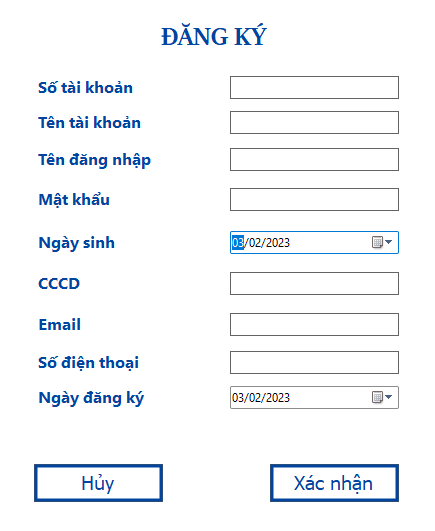 ĐĂNG KÝ
Số tài khoản
Tên tài khoản
Tên đăng nhập
Mật khẩu
Ngày sinh 03/02/2023
CCCD
Email
Số điện thoại
Ngày đăng ký 03/02/2023
Hủy Xác nhận